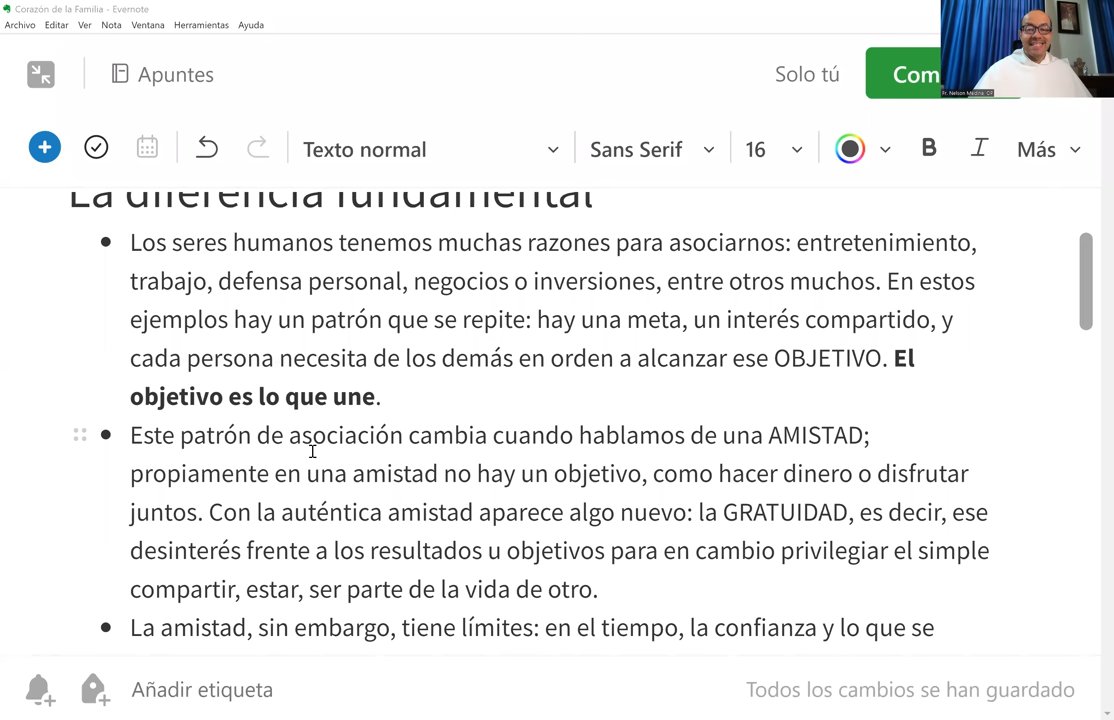 Corazón de la Familia - Evernote
Archivo Editar Ver Nota Ventana Herramientas Ayuda
Apuntes
Solo tú
Com
Fr. Nelson Medina, OP
Texto normal
Sans Serif
16
B
I
Más
La diferencia fundamental
Los seres humanos tenemos muchas razones para asociarnos: entretenimiento,
trabajo, defensa personal, negocios o inversiones, entre otros muchos. En estos
ejemplos hay un patrón que se repite: hay una meta, un interés compartido, y
cada persona necesita de los demás en orden a alcanzar ese OBJETIVO. El
objetivo es lo que une.
Este patrón de asociación cambia cuando hablamos de una AMISTAD;
propiamente en una amistad no hay un objetivo, como hacer dinero o disfrutar
juntos. Con la auténtica amistad aparece algo nuevo: la GRATUIDAD, es decir, ese
desinterés frente a los resultados u objetivos para en cambio privilegiar el simple
compartir, estar, ser parte de la vida de otro.
La amistad, sin embargo, tiene límites: en el tiempo, la confianza y lo que se
Añadir etiqueta
Todos los cambios se han guardado